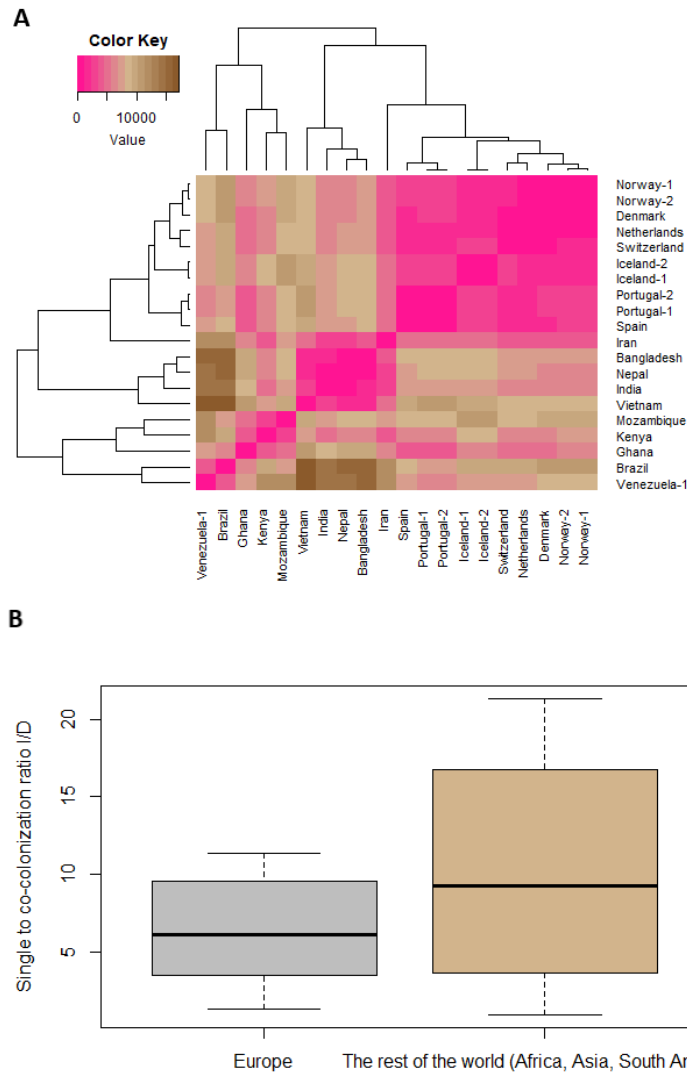 A
Color Key
0 10000
Value
Norway-1
Norway-2
Denmark
Netherlands
Switzerland
Iceland-2
Iceland-1
Portugal-2
Portugal-1
Spain
Iran
Bangladesh
Nepal
India
Vietnam
Mozambique
Kenya
Ghana
Brazil
Venezuela-1
Venezuela-1
Brazil
Ghana
Kenya
Mozambique
Vietnam
India
Nepal
Bangladesh
Iran
Spain
Portugal-1
Portugal-2
Iceland-1
Iceland-2
Switzerland
Netherlands
Denmark
Norway-2
Norway-1
B
Single to co-colonization ratio I/D
20
15
10
5
Europe
The rest of the world (Africa, Asia, South Am